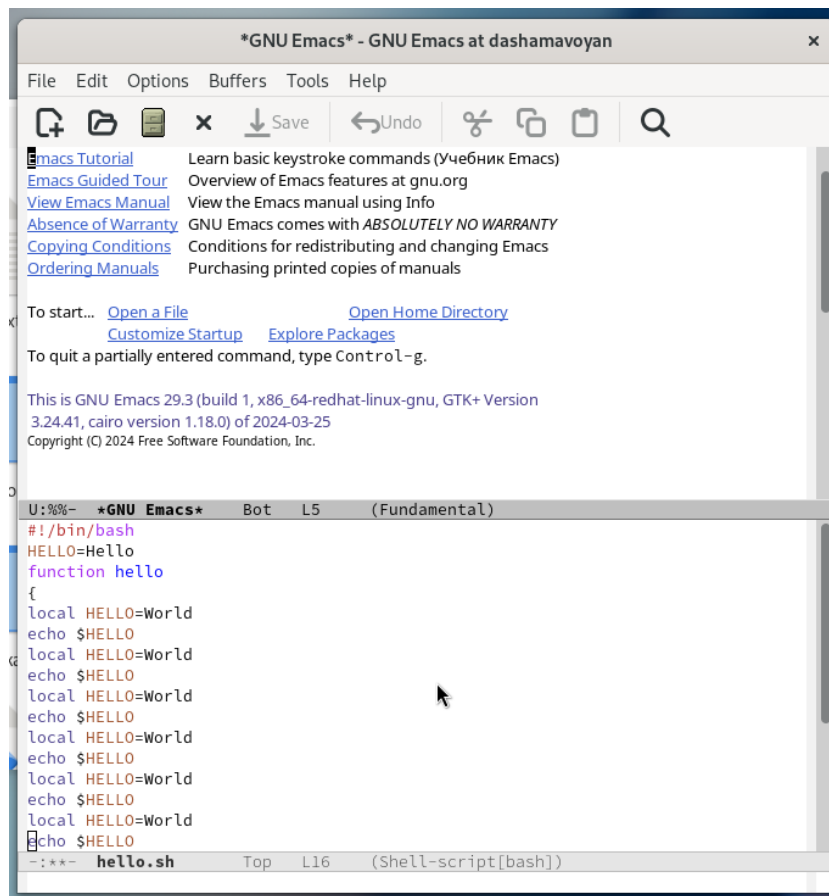 *GNU Emacs* - GNU Emacs at dashamavoyan
File Edit Options Buffers Tools Help
Save Undo
Emacs Tutorial Learn basic keystroke commands (Учебник Emacs)
Emacs Guided Tour Overview of Emacs features at gnu.org
View Emacs Manual View the Emacs manual using Info
Absence of Warranty GNU Emacs comes with ABSOLUTELY NO WARRANTY
Copying Conditions Conditions for redistributing and changing Emacs
Ordering Manuals Purchasing printed copies of manuals
To start... Open a File Open Home Directory
Customize Startup Explore Packages
To quit a partially entered command, type Control-g.
This is GNU Emacs 29.3 (build 1, x86_64-redhat-linux-gnu, GTK+ Version
3.24.41, cairo version 1.18.0) of 2024-03-25
Copyright (C) 2024 Free Software Foundation, Inc.
U:%%- *GNU Emacs* Bot L5 (Fundamental)
#!/bin/bash
HELLO=Hello
function hello
{
local HELLO=World
echo $HELLO
local HELLO=World
echo $HELLO
local HELLO=World
echo $HELLO
local HELLO=World
echo $HELLO
local HELLO=World
echo $HELLO
local HELLO=World
echo $HELLO
-:**- hello.sh Top L16 (Shell-script[bash])